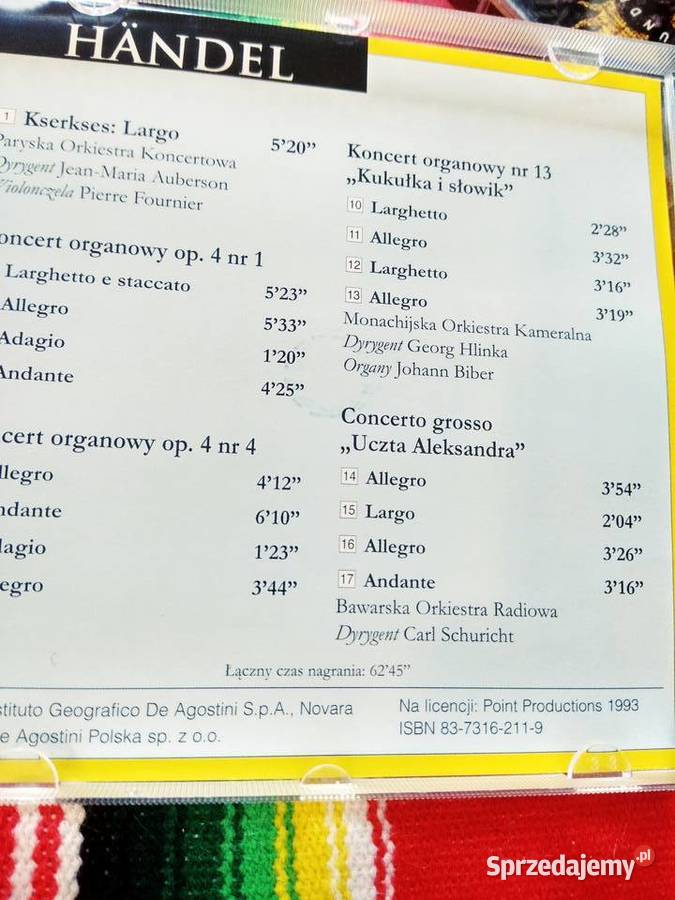 HÄNDEL
1 Kserkses: Largo 5’20”
Paryska Orkiestra Koncertowa
Dyrygent Jean-Maria Auberson
Violonczela Pierre Fournier
oncert organowy op. 4 nr 1
Larghetto e staccato 5’23”
Allegro 5’33”
Adagio 1’20”
Andante 4’25”
cert organowy op. 4 nr 4
llegro 4’12”
ndante 6’10”
lagio 1’23”
egro 3’44”
Koncert organowy nr 13
„Kukułka i słowik”
10 Larghetto 2’28”
11 Allegro 3’32”
12 Larghetto 3’16”
13 Allegro 3’19”
Monachijska Orkiestra Kameralna
Dyrygent Georg Hlinka
Organy Johann Biber
Concerto grosso
„Uczta Aleksandra”
14 Allegro 3’54”
15 Largo 2’04”
16 Allegro 3’26”
17 Andante 3’16”
Bawarska Orkiestra Radiowa
Dyrygent Carl Schuricht
Łączny czas nagrania: 62’45”
stituto Geografico De Agostini S.p.A., Novara
e Agostini Polska sp. z o.o.
Na licencji: Point Productions 1993
ISBN 83-7316-211-9
Sprzedajemy.pl